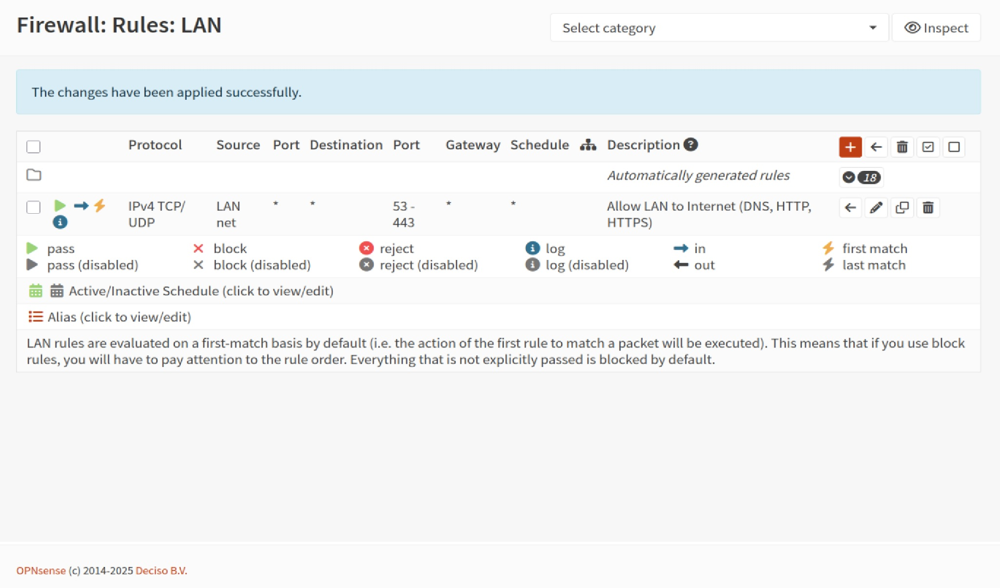 Firewall: Rules: LAN
Select category
Inspect
The changes have been applied successfully.
Protocol Source Port Destination Port Gateway Schedule Description
Automatically generated rules 18
IPv4 TCP/ LAN * * 53 - * * Allow LAN to Internet (DNS, HTTP,
UDP net 443 HTTPS)
pass block reject log in first match
pass (disabled) block (disabled) reject (disabled) log (disabled) out last match
Active/Inactive Schedule (click to view/edit)
Alias (click to view/edit)
LAN rules are evaluated on a first-match basis by default (i.e. the action of the first rule to match a packet will be executed). This means that if you use block
rules, you will have to pay attention to the rule order. Everything that is not explicitly passed is blocked by default.
OPNsense (c) 2014-2025 Deciso B.V.